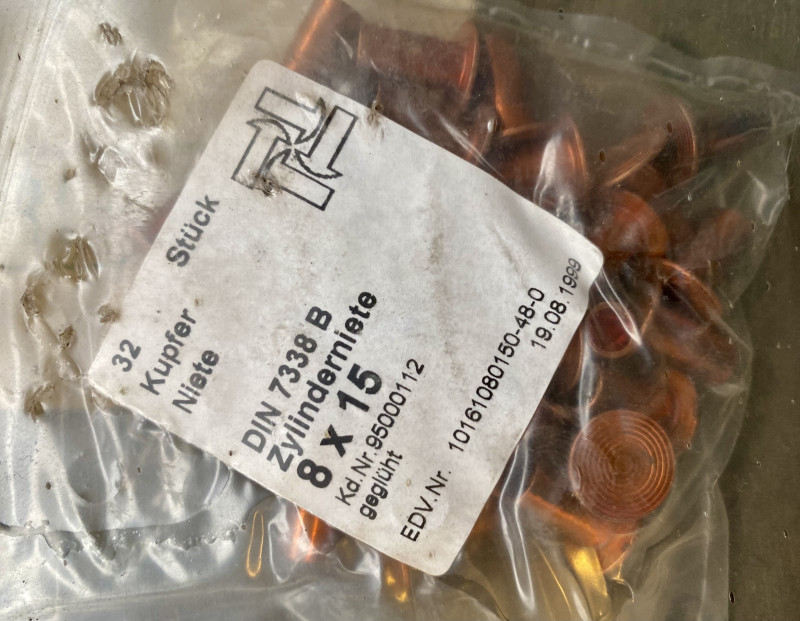 32 Stück
Kupfer
Niete
DIN 7338 B
Zylinderniete
8 x 15
Kd.Nr.95000112
geglüht
EDV.Nr. 10161080150-48-0
19.08.1999